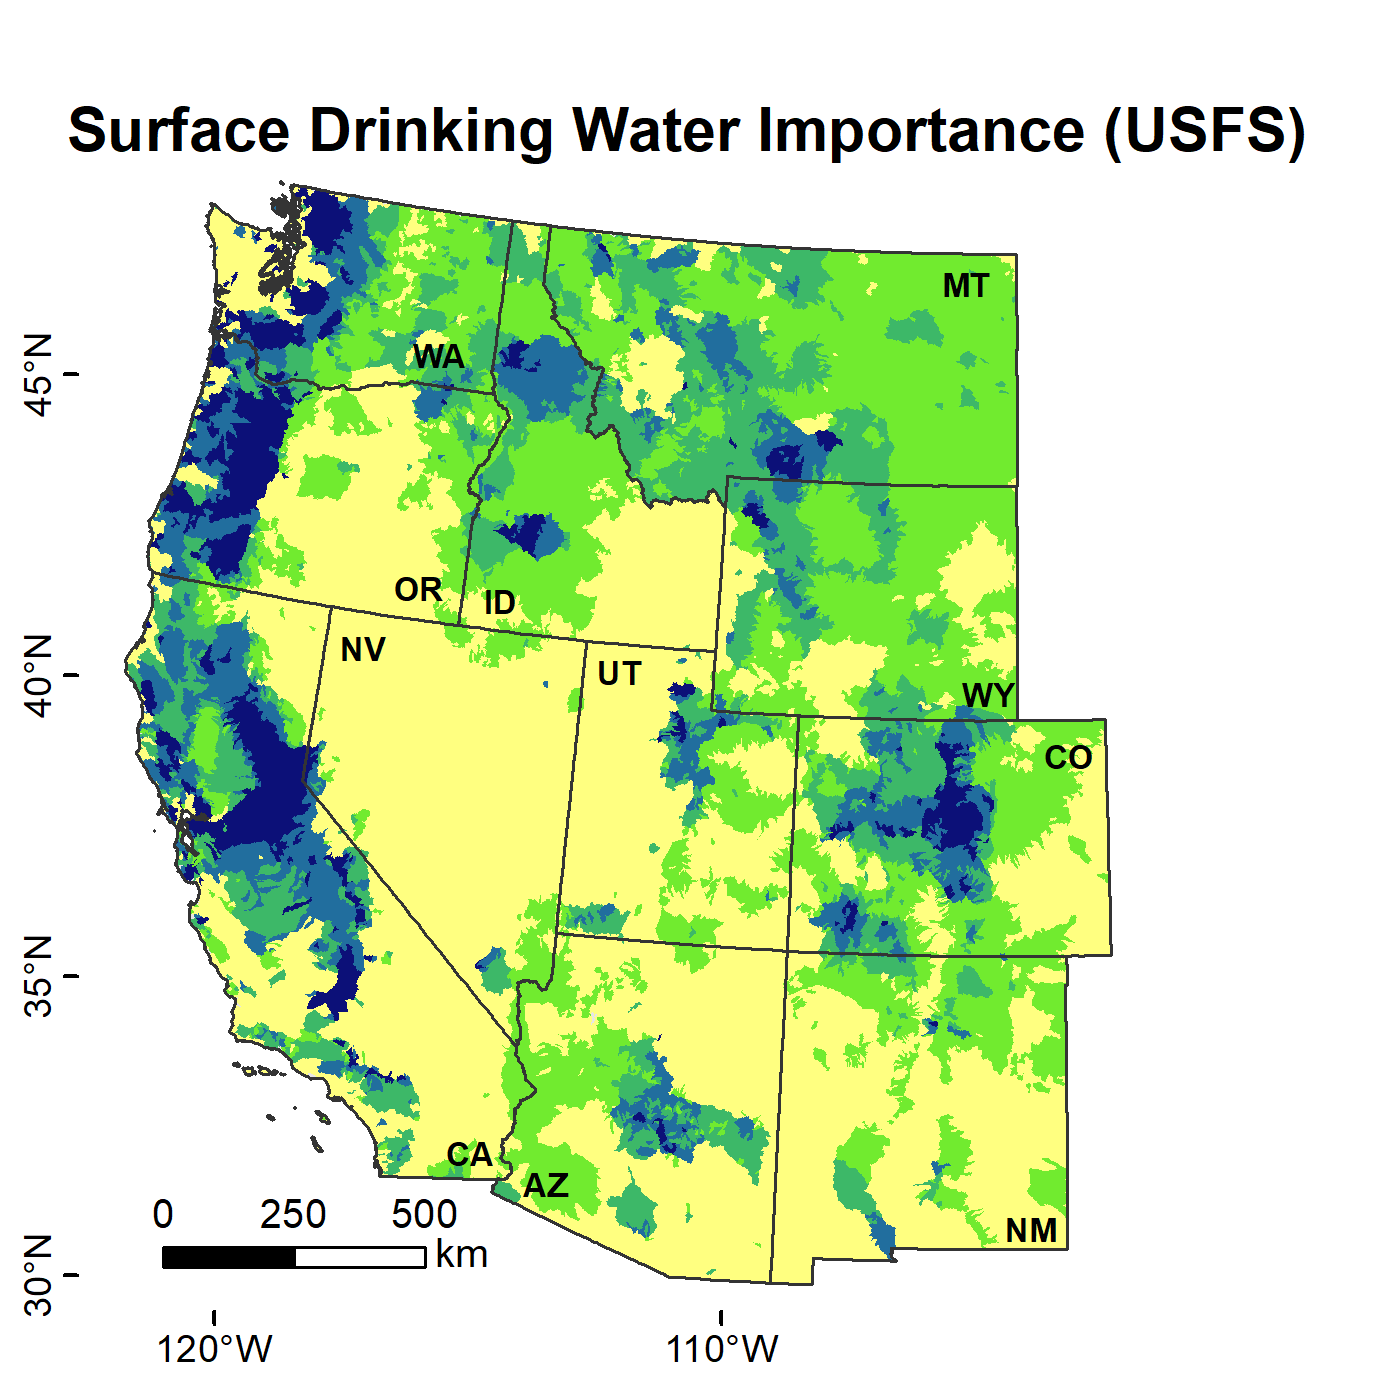 Surface Drinking Water Importance (USFS)
MT
WA
45°N
OR
ID
NV
UT
40°N
WY
CO
35°N
CA
AZ
0 250 500
km
NM
30°N
120°W 110°W